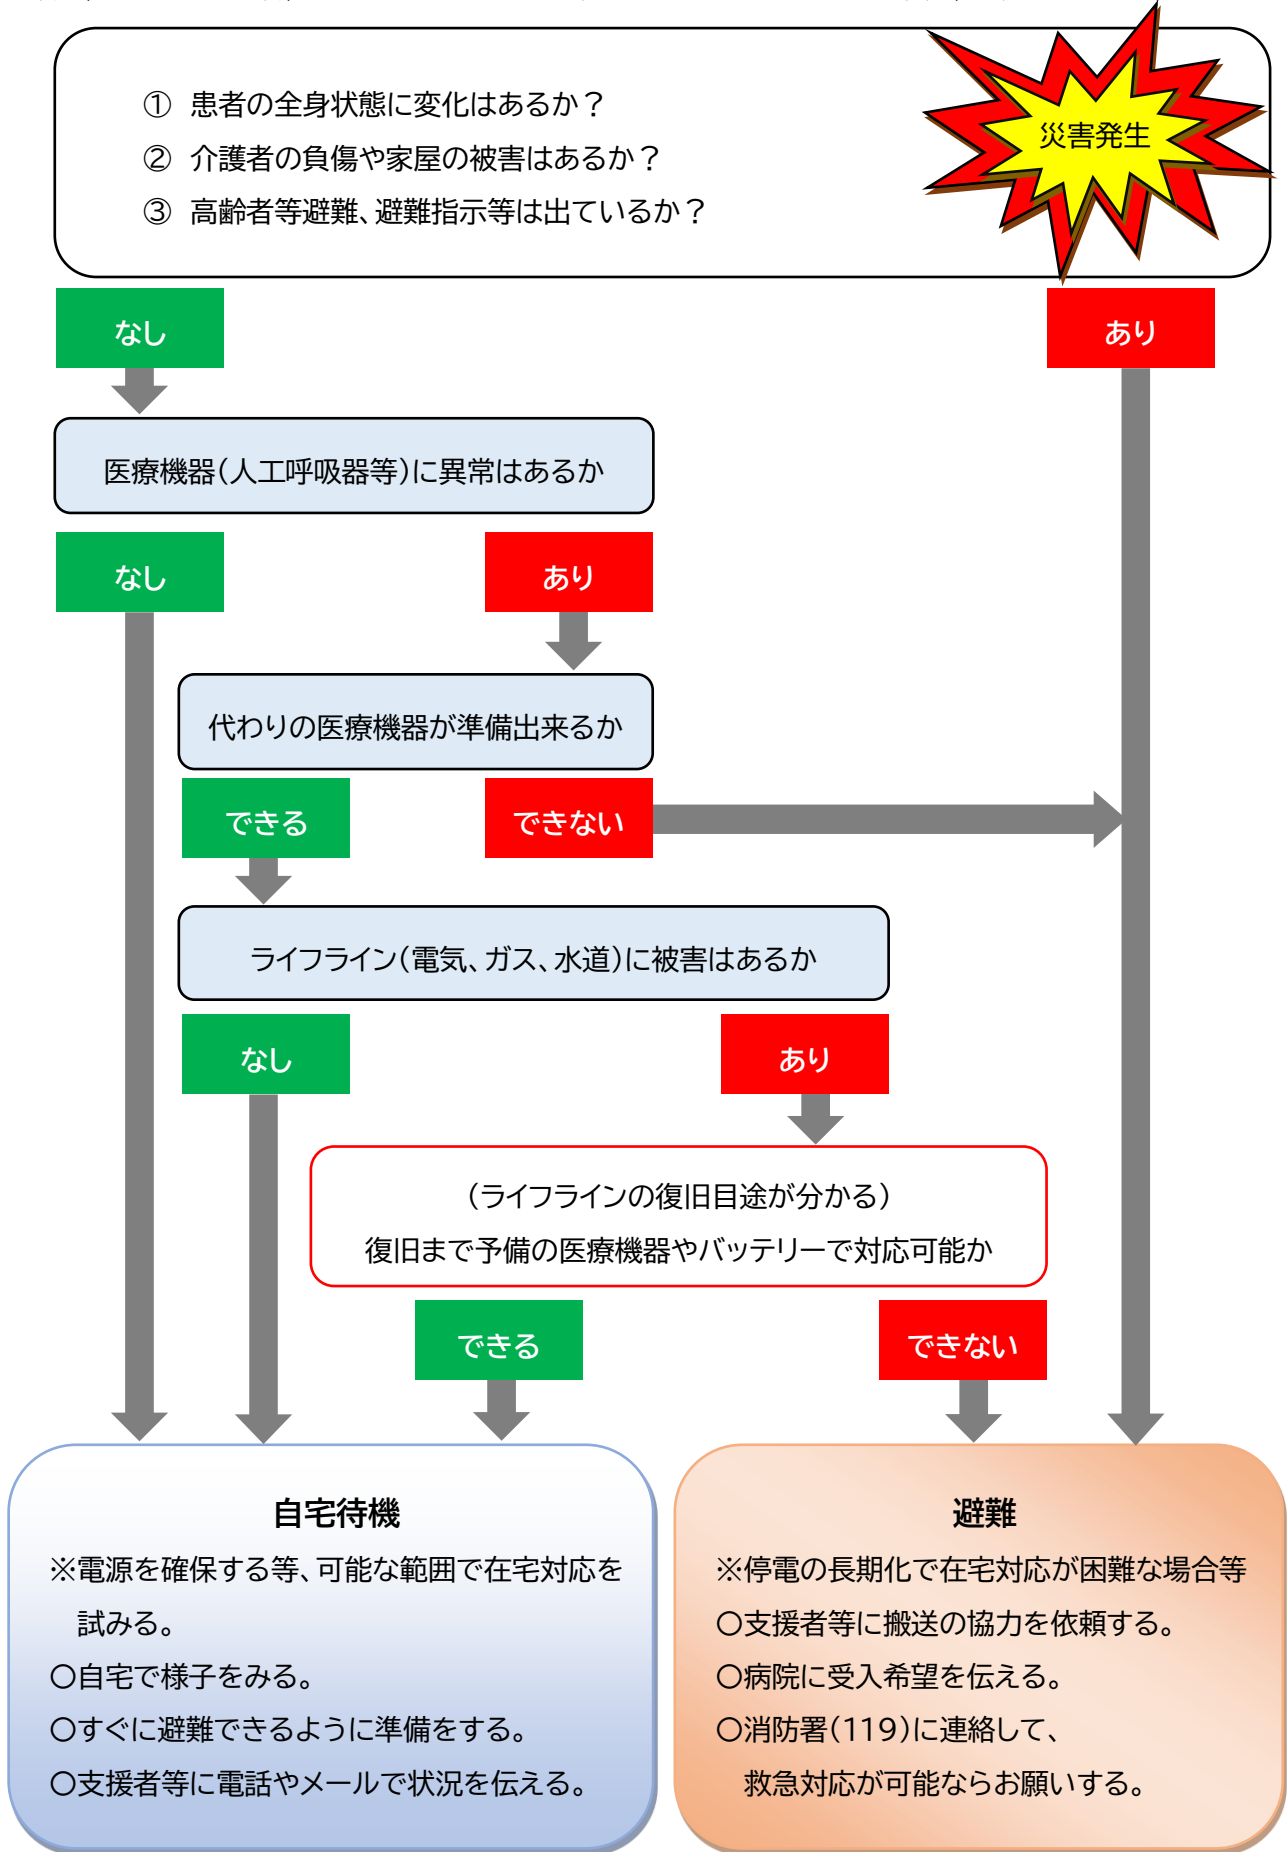 ① 患者の全身状態に変化はあるか？
② 介護者の負傷や家屋の被害はあるか？
③ 高齢者等避難、避難指示等は出ているか？
災害発生
なし
あり
医療機器（人工呼吸器等）に異常はあるか
なし
あり
代わりの医療機器が準備出来るか
できる
できない
ライフライン（電気、ガス、水道）に被害はあるか
なし
あり
（ライフラインの復旧目途が分かる）
復旧まで予備の医療機器やバッテリーで対応可能か
できる
できない
自宅待機
※電源を確保する等、可能な範囲で在宅対応を
試みる。
〇自宅で様子をみる。
〇すぐに避難できるように準備をする。
〇支援者等に電話やメールで状況を伝える。
避難
※停電の長期化で在宅対応が困難な場合等
〇支援者等に搬送の協力を依頼する。
〇病院に受入希望を伝える。
〇消防署（119）に連絡して、
救急対応が可能ならお願いする。